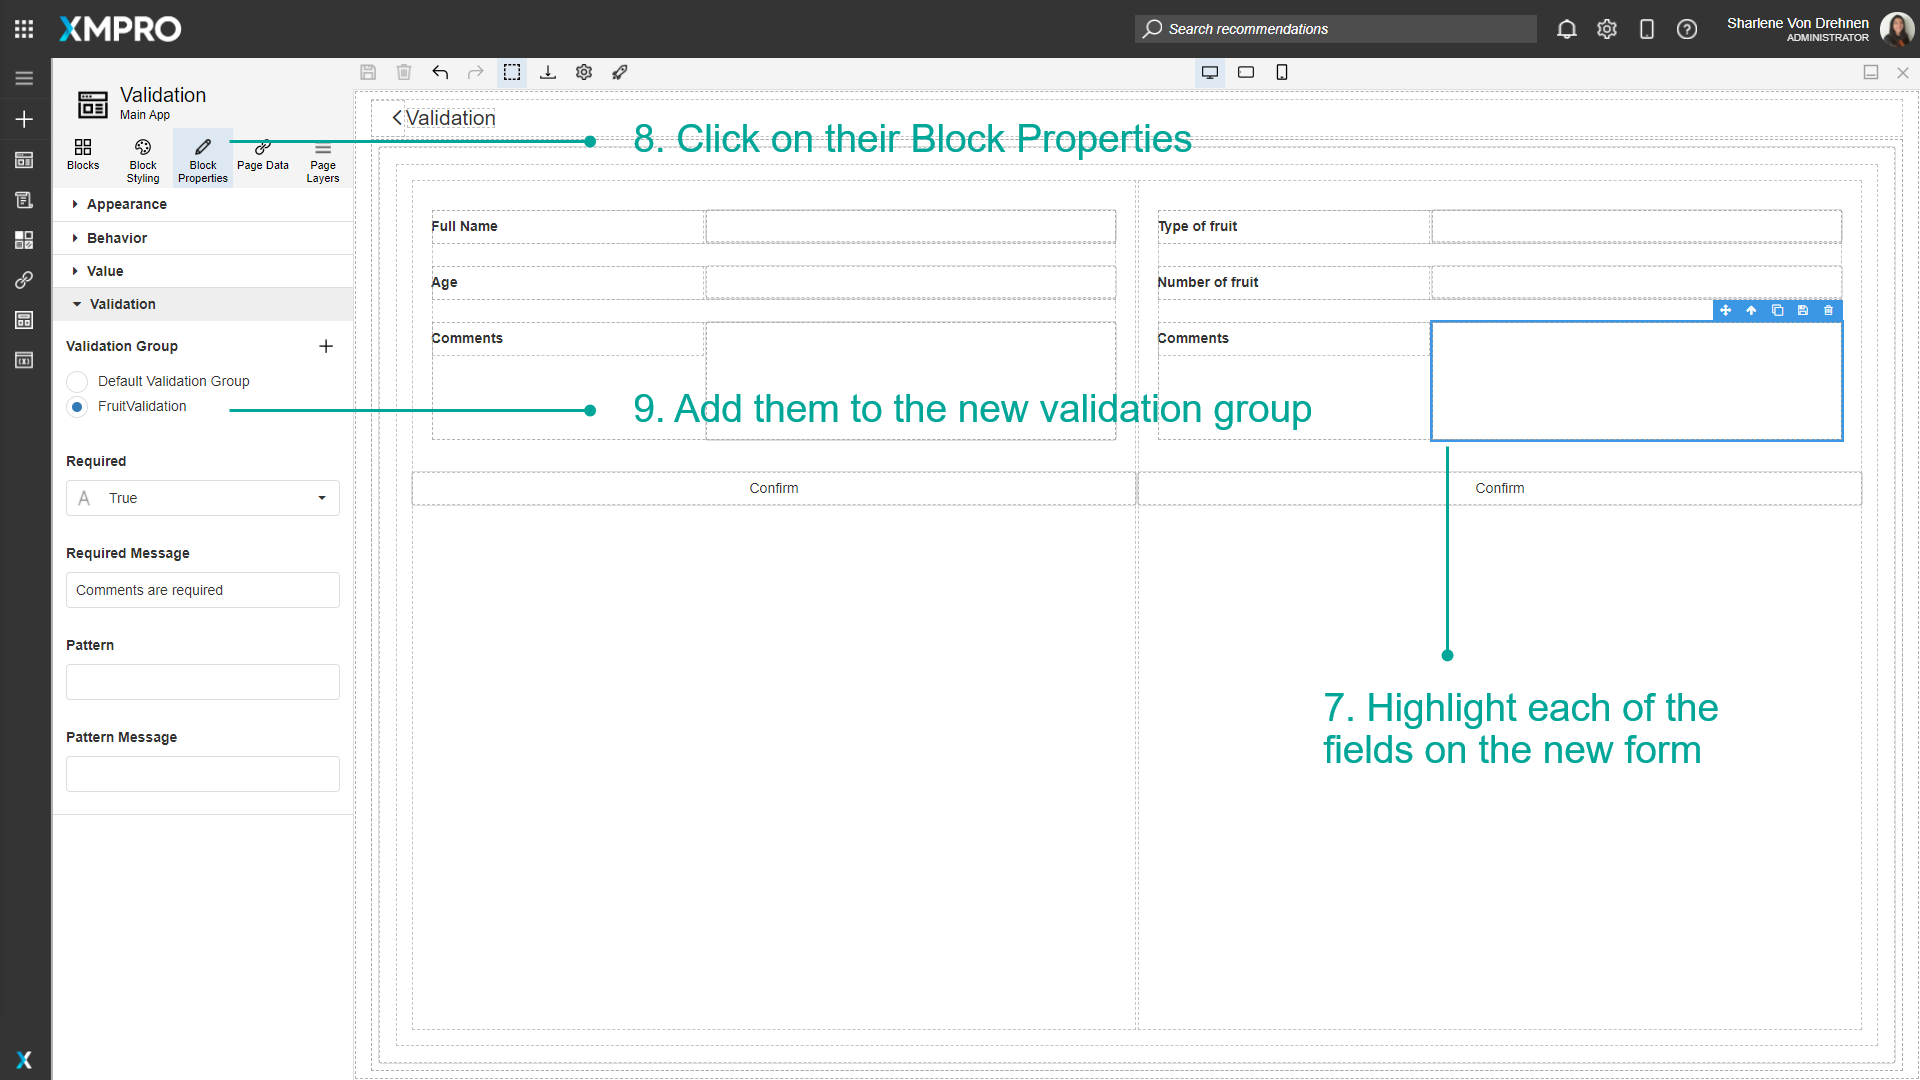 XMPRO
Search recommendations
Sharlene Von Drehnen
ADMINISTRATOR
Validation
Main App
Blocks
Block Styling
Block Properties
Page Data
Page Layers
Appearance
Behavior
Value
Validation
Validation Group
Default Validation Group
FruitValidation
Required
A True
Required Message
Comments are required
Pattern
Pattern Message
Validation
8. Click on their Block Properties
Full Name
Age
Comments
Type of fruit
Number of fruit
Comments
9. Add them to the new validation group
Confirm
Confirm
7. Highlight each of the
fields on the new form